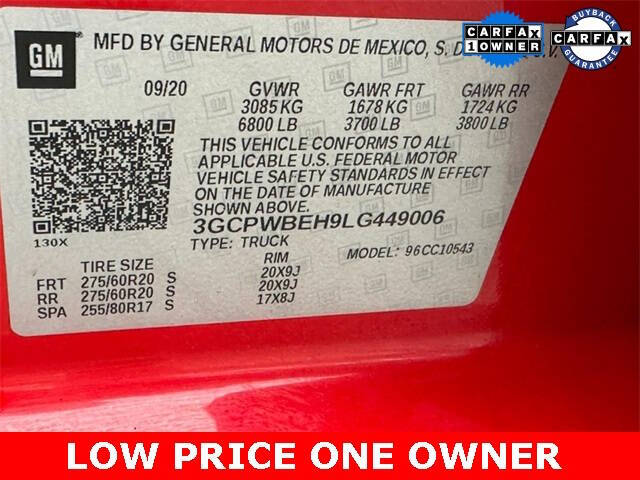 GM
MFD BY GENERAL MOTORS DE MEXICO, S. D
V.
CARFAX
1 OWNER
CARFAX
BUYBACK
GUARANTEE
09/20 GVWR GAWR FRT GAWR RR
3085 KG 1678 KG 1724 KG
6800 LB 3700 LB 3800 LB
THIS VEHICLE CONFORMS TO ALL
APPLICABLE U.S. FEDERAL MOTOR
VEHICLE SAFETY STANDARDS IN EFFECT
ON THE DATE OF MANUFACTURE
SHOWN ABOVE.
3GCPWBEH9LG449006
130X
TYPE: TRUCK MODEL: 96CC10543
TIRE SIZE RIM
FRT 275/60R20 S 20X9J
RR 275/60R20 S 20X9J
SPA 255/80R17 S 17X8J
LOW PRICE ONE OWNER